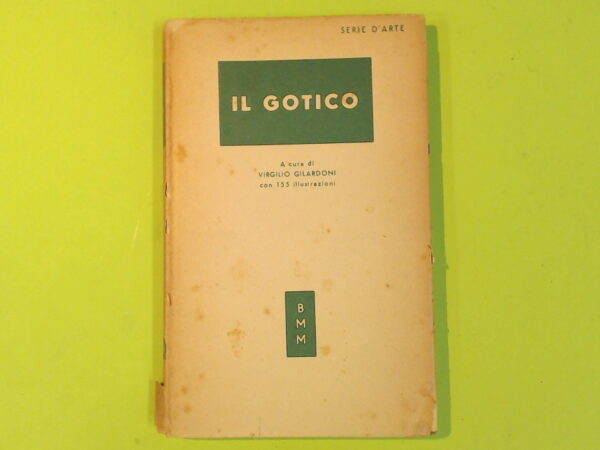 SERIE D'ARTE
IL GOTICO
A cura di
VIRGILIO GILARDONI
con 155 illustrazioni
B
M
M